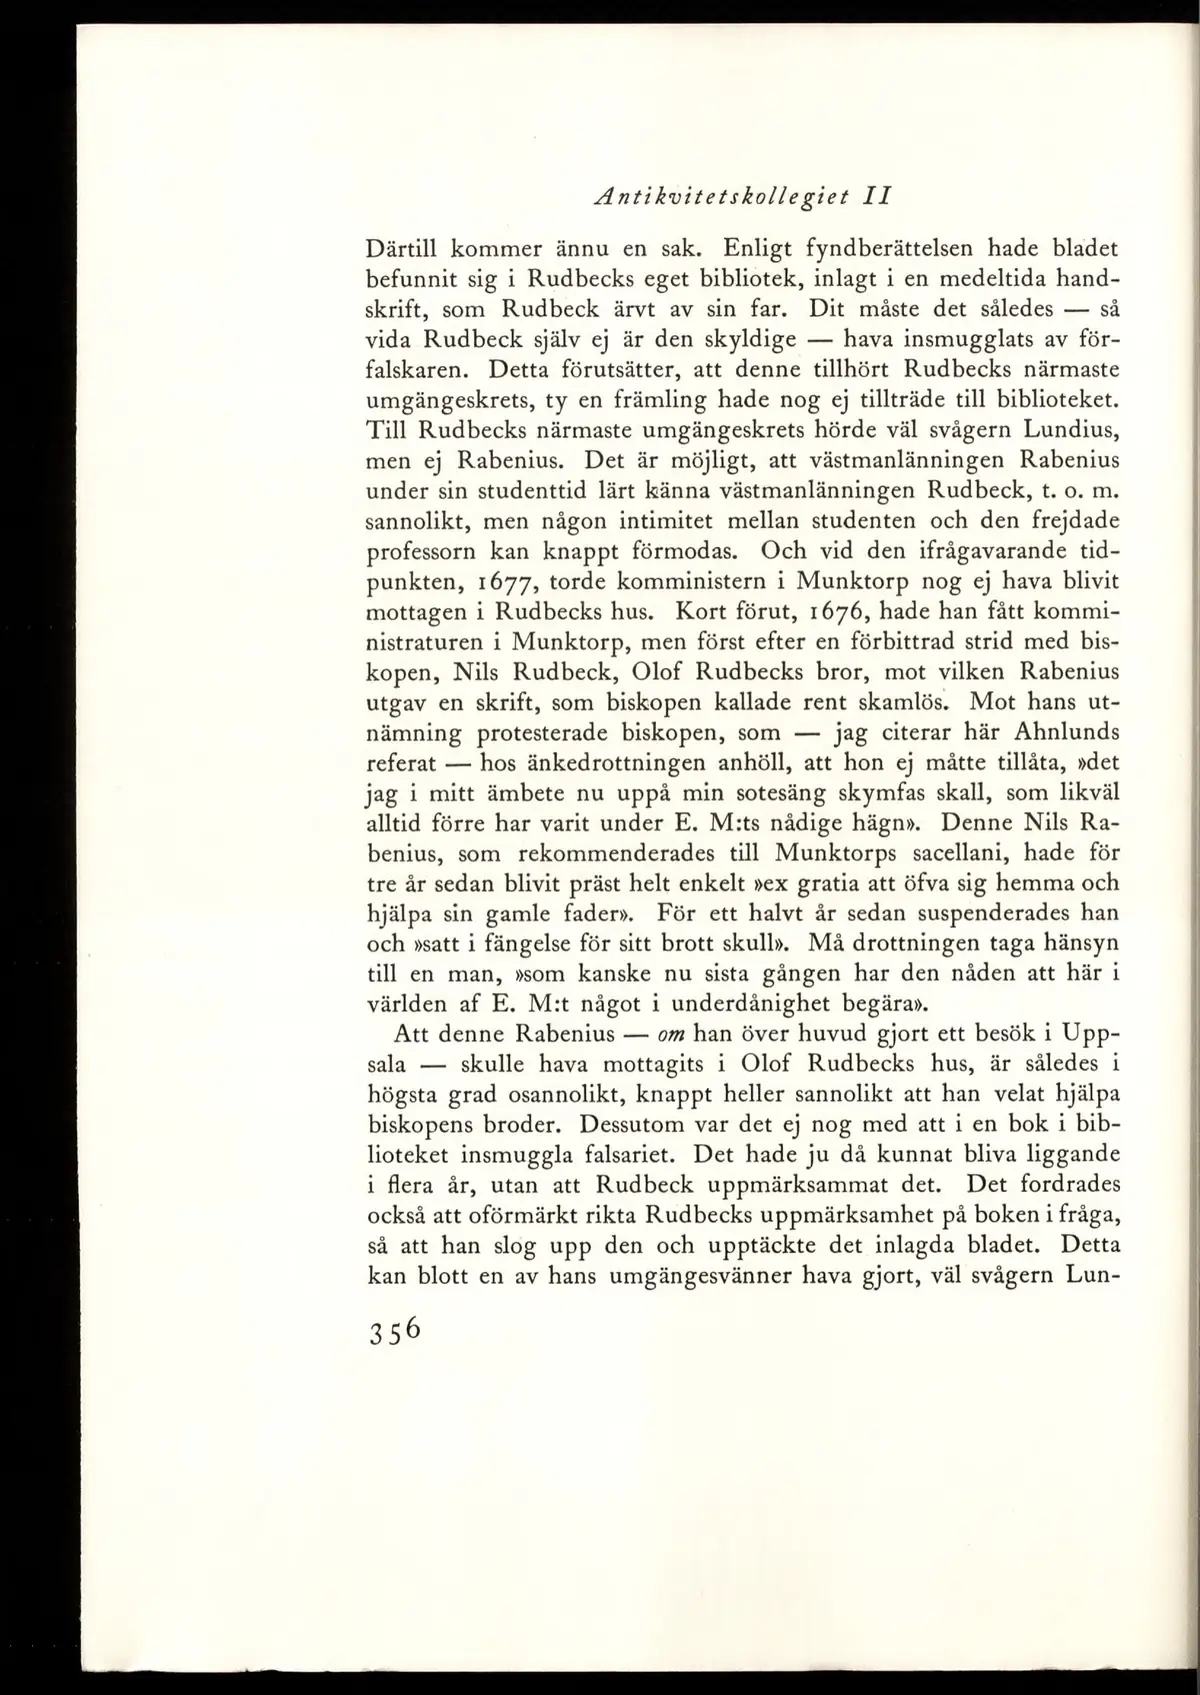 Antikvitetskollegiet II
Därtill kommer ännu en sak. Enligt fyndberättelsen hade bladet
befunnit sig i Rudbecks eget bibliotek, inlagt i en medeltida hand-
skrift, som Rudbeck ärvt av sin far. Dit måste det således — så
vida Rudbeck själv ej är den skyldige — hava insmugglats av för-
falskaren. Detta förutsätter, att denne tillhört Rudbecks närmaste
umgängeskrets, ty en främling hade nog ej tillträde till biblioteket.
Till Rudbecks närmaste umgängeskrets hörde väl svågern Lundius,
men ej Rabenius. Det är möjligt, att västmanlänningen Rabenius
under sin studenttid lärt känna västmanlänningen Rudbeck, t. o. m.
sannolikt, men någon intimitet mellan studenten och den frejdade
professorn kan knappt förmodas. Och vid den ifrågavarande tid-
punkten, 1677, torde komministern i Munktorp nog ej hava blivit
mottagen i Rudbecks hus. Kort förut, 1676, hade han fått kommi-
nistraturen i Munktorp, men först efter en förbittrad strid med bis-
kopen, Nils Rudbeck, Olof Rudbecks bror, mot vilken Rabenius
utgav en skrift, som biskopen kallade rent skamlös. Mot hans ut-
nämning protesterade biskopen, som — jag citerar här Ahnlunds
referat — hos änkedrottningen anhöll, att hon ej måtte tillåta, »det
jag i mitt ämbete nu uppå min sotesäng skymfas skall, som likväl
alltid förre har varit under E. M:ts nådige hägn». Denne Nils Ra-
benius, som rekommenderades till Munktorps sacellani, hade för
tre år sedan blivit präst helt enkelt »ex gratia att öfva sig hemma och
hjälpa sin gamle fader». För ett halvt år sedan suspenderades han
och »satt i fängelse för sitt brott skull». Må drottningen taga hänsyn
till en man, »som kanske nu sista gången har den nåden att här i
världen af E. M:t något i underdånighet begära».
Att denne Rabenius — om han över huvud gjort ett besök i Upp-
sala — skulle hava mottagits i Olof Rudbecks hus, är således i
högsta grad osannolikt, knappt heller sannolikt att han velat hjälpa
biskopens broder. Dessutom var det ej nog med att i en bok i bib-
lioteket insmuggla falsariet. Det hade ju då kunnat bliva liggande
i flera år, utan att Rudbeck uppmärksammat det. Det fordrades
också att oförmärkt rikta Rudbecks uppmärksamhet på boken i fråga,
så att han slog upp den och upptäckte det inlagda bladet. Detta
kan blott en av hans umgängesvänner hava gjort, väl svågern Lun-
356